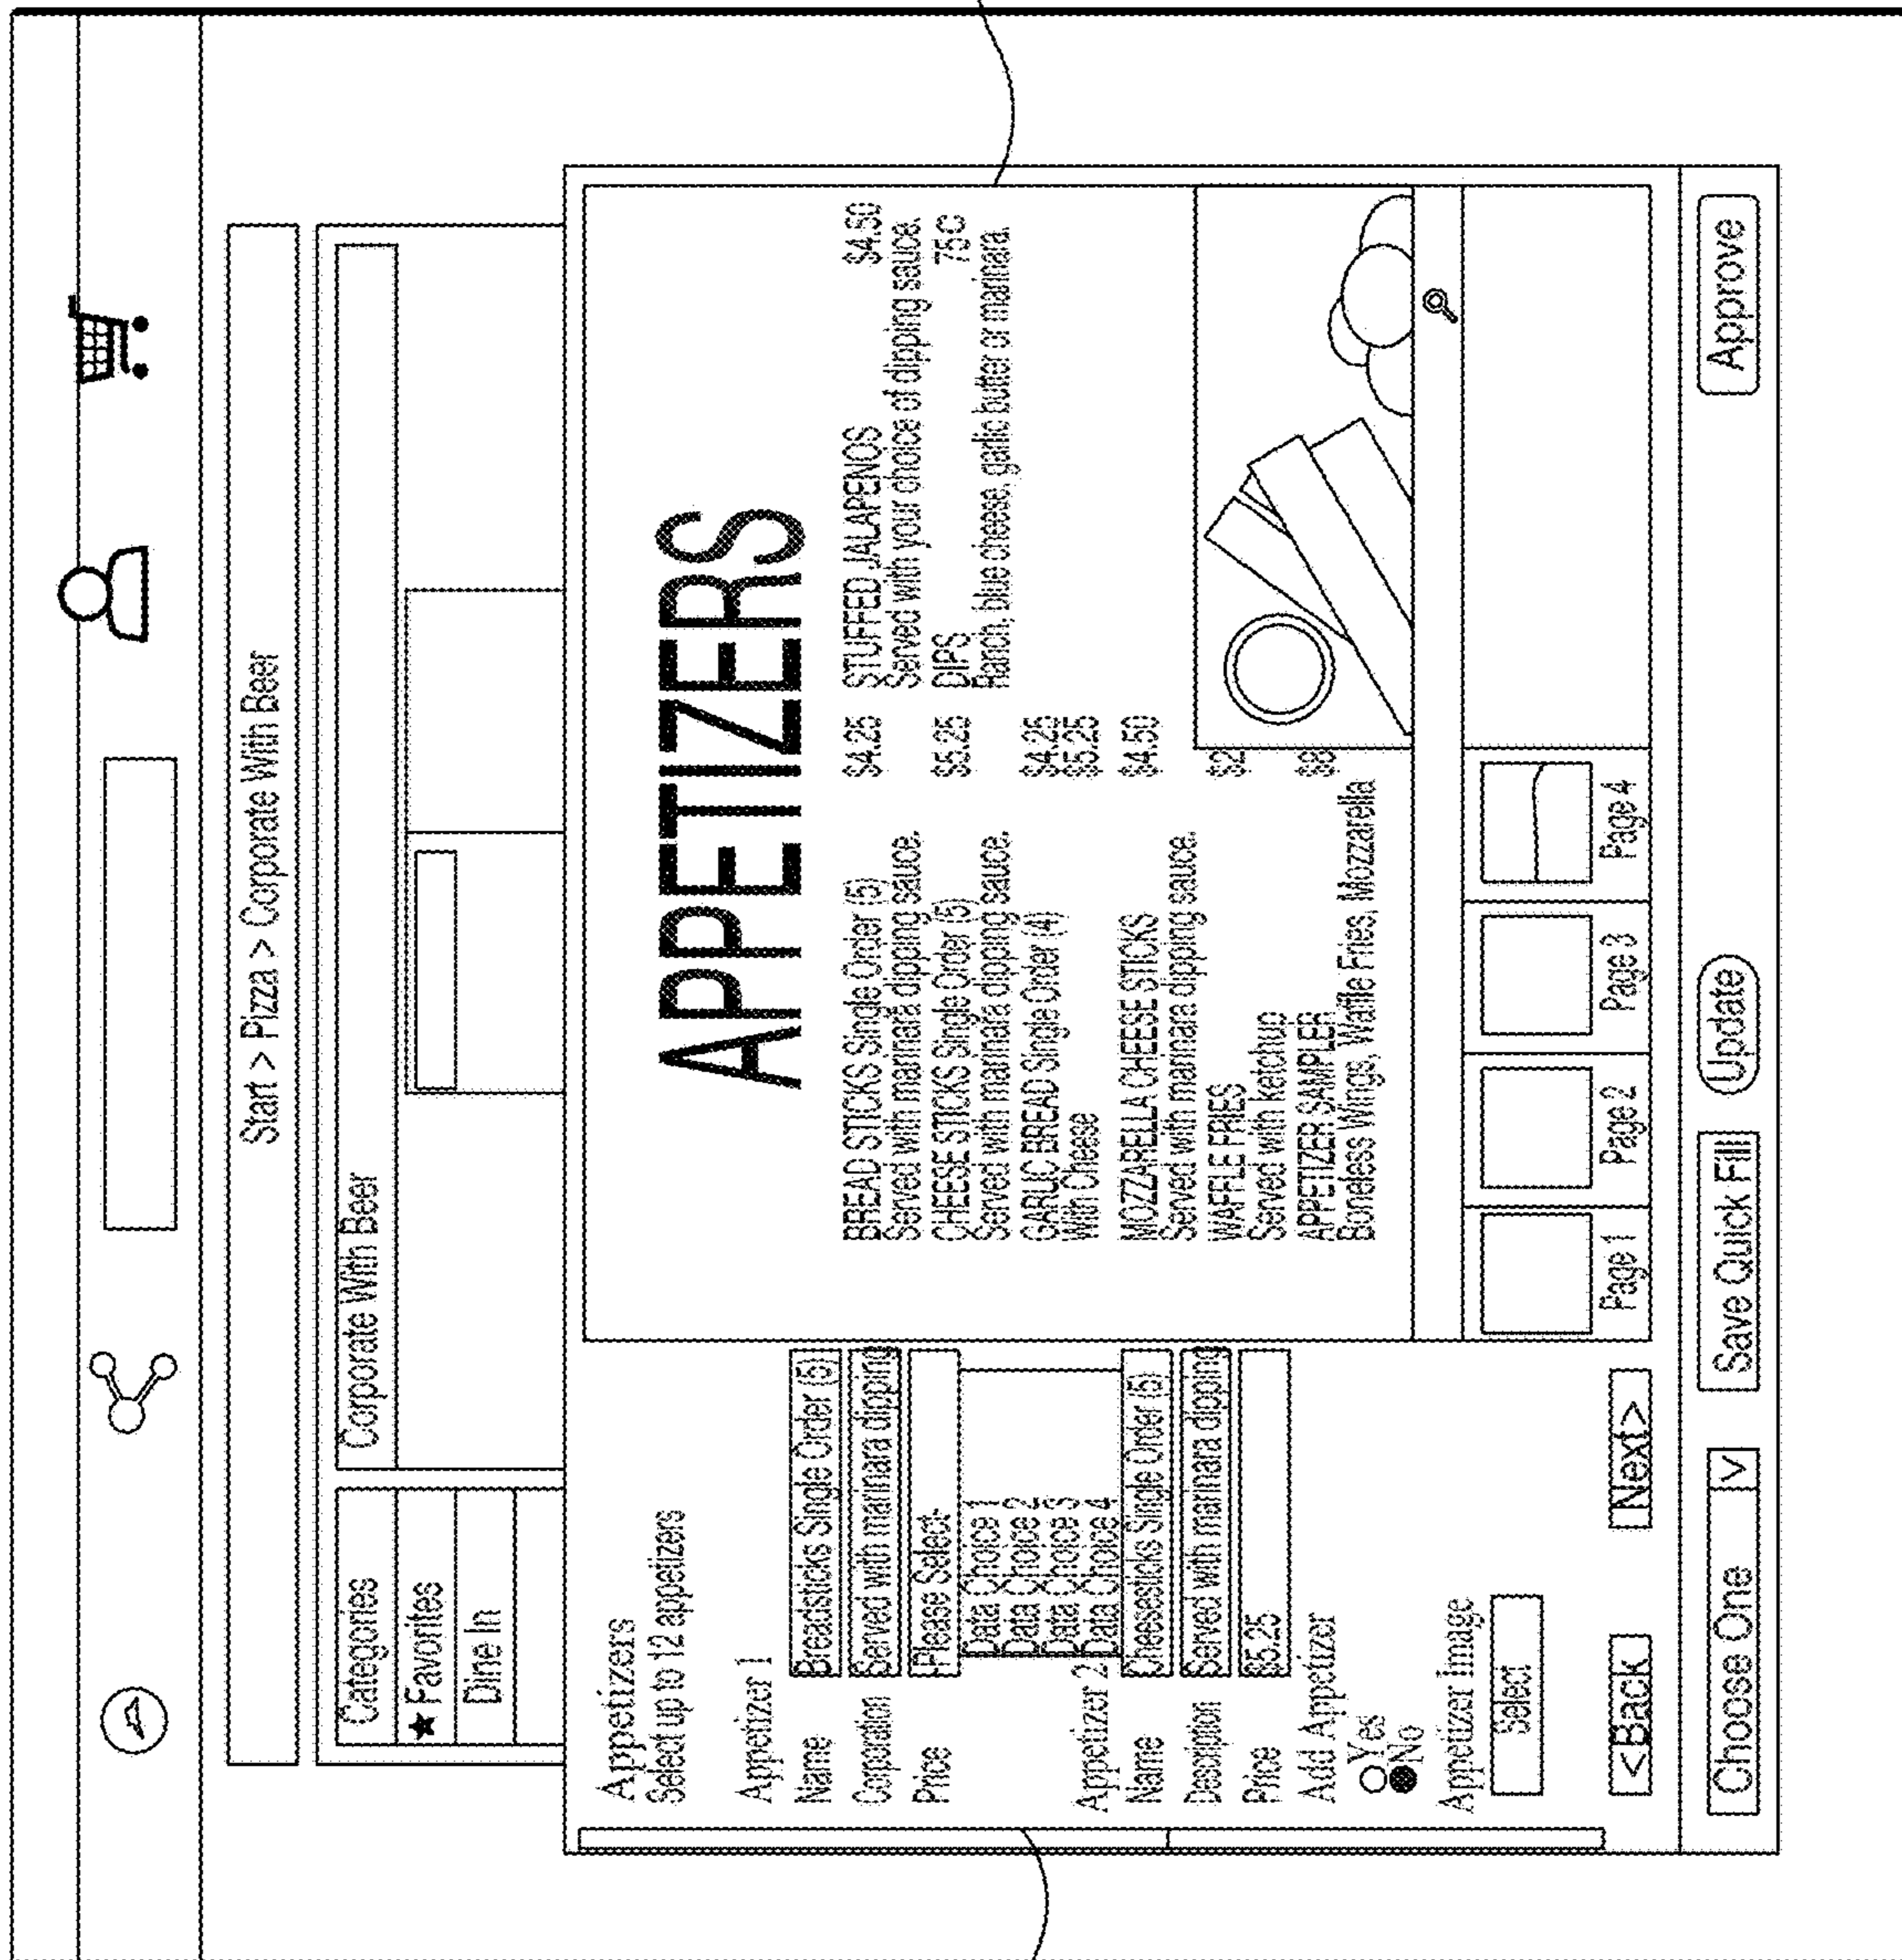 Start > Pizza > Corporate With Beer
Categories
★ Favorites
Dine In
Corporate With Beer
Appetizers
Select up to 12 appetizers
Appetizer 1
Name Breadsticks Single Order (5)
Corporation Served with marinara dipping
Price -Please Select-
Data Choice 1
Data Choice 2
Data Choice 3
Data Choice 4
Appetizer 2
Name Cheesesticks Single Order (5)
Description Served with marinara dipping
Price $5.25
Add Appetizer
Yes
No
Appetizer Image
Select
<Back Next>
APPETIZERS
BREAD STICKS Single Order (5) $4.25
Served with marinara dipping sauce.
CHEESE STICKS Single Order (5) $5.25
Served with marinara dipping sauce.
GARLIC BREAD Single Order (4) $4.25
With Cheese $5.25
MOZZARELLA CHEESE STICKS $4.50
Served with marinara dipping sauce.
WAFFLE FRIES $2
Served with ketchup
APPETIZER SAMPLER $8
Boneless Wings, Waffle Fries, Mozzarella
STUFFED JALAPENOS $4.50
Served with your choice of dipping sauce.
DIPS 75¢
Ranch, blue cheese, garlic butter or marinara.
Page 1 Page 2 Page 3 Page 4
Choose One V Save Quick Fill Update Approve